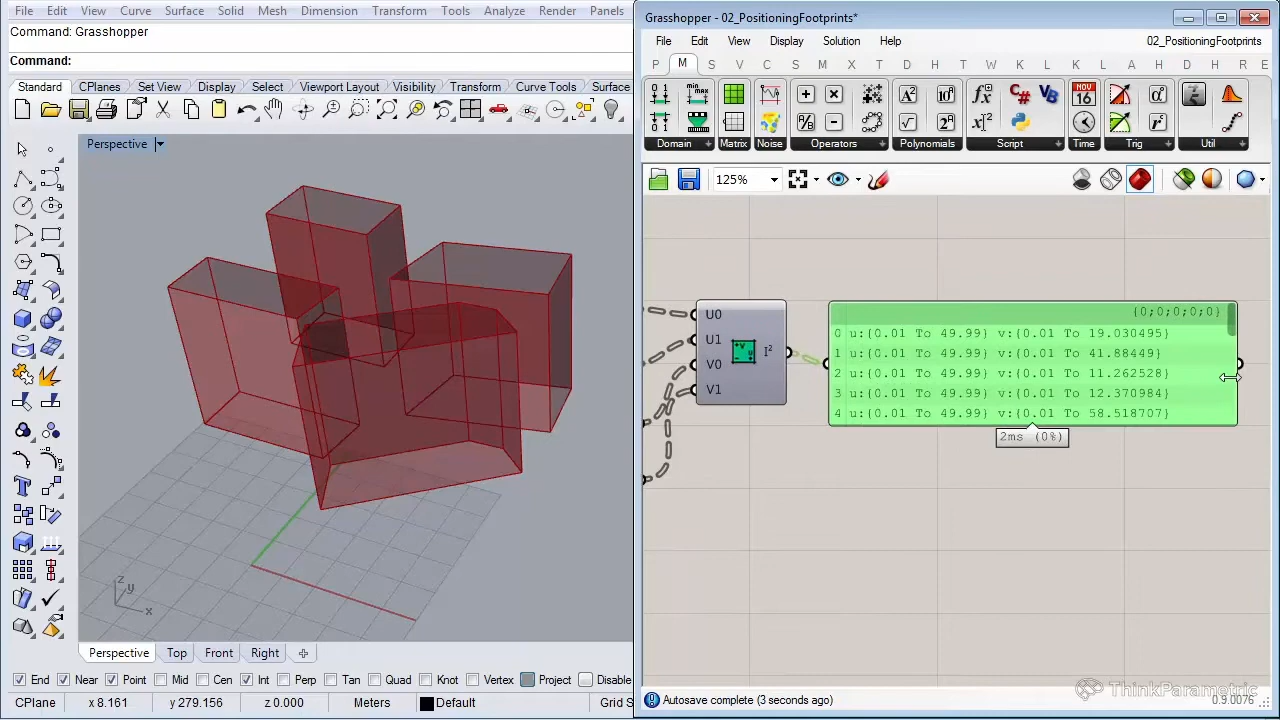 File Edit View Curve Surface Solid Mesh Dimension Transform Tools Analyze Render Panels
Command: Grasshopper
Command:
Standard CPlanes Set View Display Select Viewport Layout Visibility Transform Curve Tools Surface
Perspective
z
y
x
Perspective Top Front Right
End Near Point Mid Cen Int Perp Tan Quad Knot Vertex Project Disable
CPlane x 8.161 y 279.156 z 0.000 Meters Default Grid S
Grasshopper - 02_PositioningFootprints*
File Edit View Display Solution Help 02_PositioningFootprints
P M S V C S X T D H T W K L A D H R E
Domain Matrix Noise Operators Polynomials Script Time Trig Util
125%
U0
U1
V0
V1
I²
{0;0;0;0;0}
0 u:{0.01 To 49.99} v:{0.01 To 19.030495}
1 u:{0.01 To 49.99} v:{0.01 To 41.88449}
2 u:{0.01 To 49.99} v:{0.01 To 11.262528}
3 u:{0.01 To 49.99} v:{0.01 To 12.370984}
4 u:{0.01 To 49.99} v:{0.01 To 58.518707}
2ms (0%)
ThinkParametric
Autosave complete (3 seconds ago) 0.9.0076